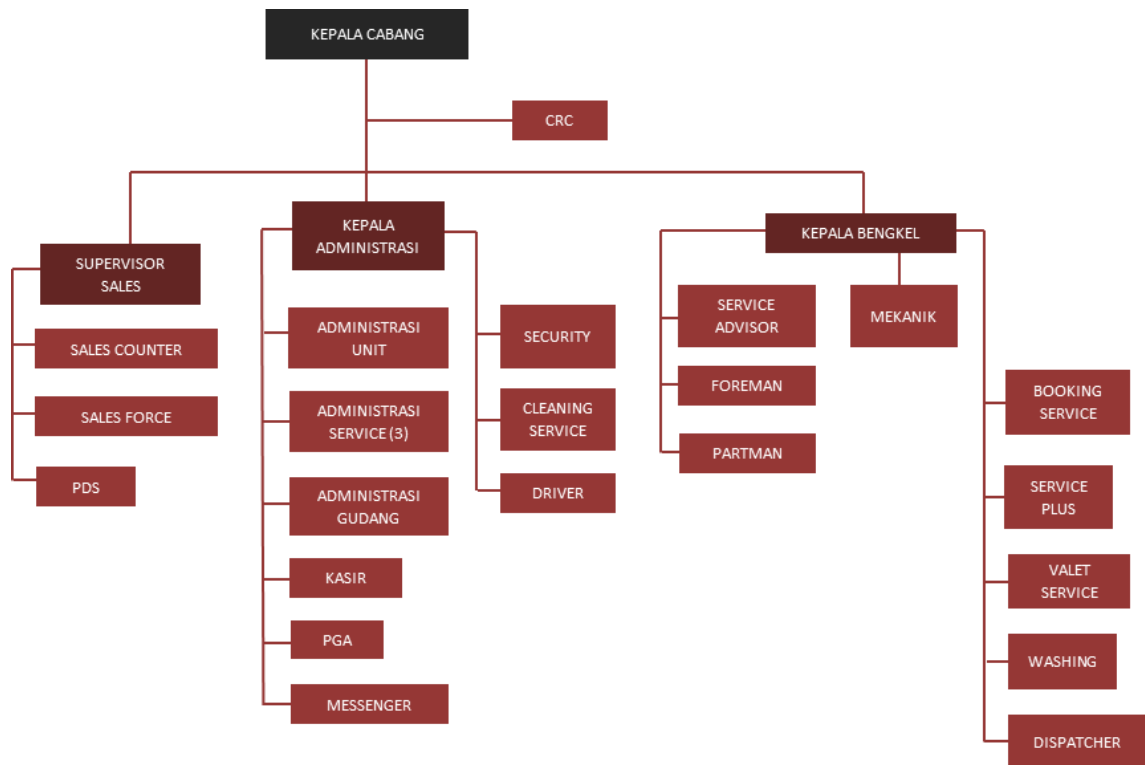 KEPALA CABANG
CRC
SUPERVISOR
SALES
SALES COUNTER
SALES FORCE
PDS
KEPALA
ADMINISTRASI
ADMINISTRASI
UNIT
ADMINISTRASI
SERVICE (3)
ADMINISTRASI
GUDANG
KASIR
PGA
MESSENGER
SECURITY
CLEANING
SERVICE
DRIVER
KEPALA BENGKEL
SERVICE
ADVISOR
FOREMAN
PARTMAN
MEKANIK
BOOKING
SERVICE
SERVICE
PLUS
VALET
SERVICE
WASHING
DISPATCHER